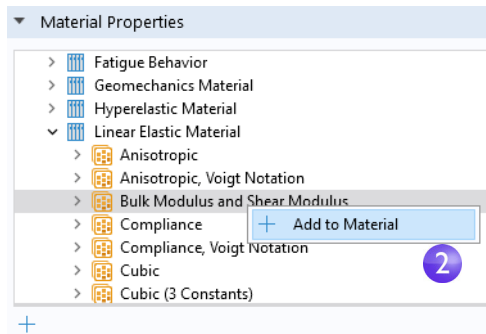 Material Properties
Fatigue Behavior
Geomechanics Material
Hyperelastic Material
Linear Elastic Material
Anisotropic
Anisotropic, Voigt Notation
Bulk Modulus and Shear Modulus
Compliance
Add to Material
Compliance, Voigt Notation
2
Cubic
Cubic (3 Constants)